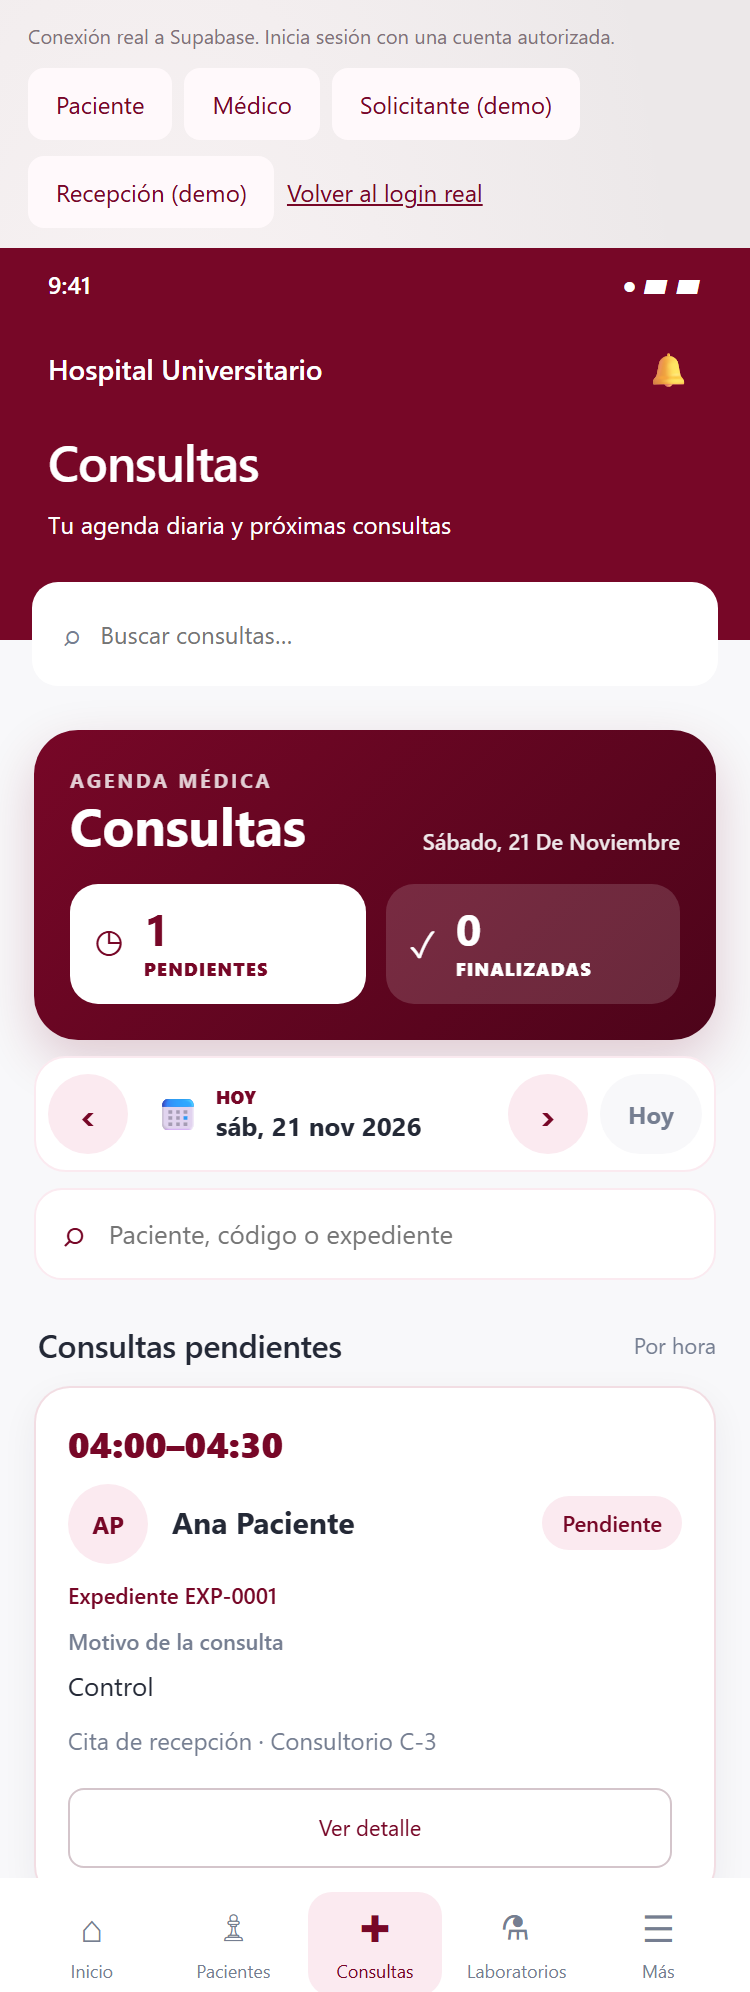 Conexión real a Supabase. Inicia sesión con una cuenta autorizada.
Paciente
Médico
Solicitante (demo)
Recepción (demo)
Volver al login real
9:41
Hospital Universitario
Consultas
Tu agenda diaria y próximas consultas
Buscar consultas...
AGENDA MÉDICA
Consultas
Sábado, 21 De Noviembre
1
PENDIENTES
0
FINALIZADAS
HOY
sáb, 21 nov 2026
Hoy
Paciente, código o expediente
Consultas pendientes
Por hora
04:00–04:30
AP
Ana Paciente
Pendiente
Expediente EXP-0001
Motivo de la consulta
Control
Cita de recepción · Consultorio C-3
Ver detalle
Inicio
Pacientes
Consultas
Laboratorios
Más